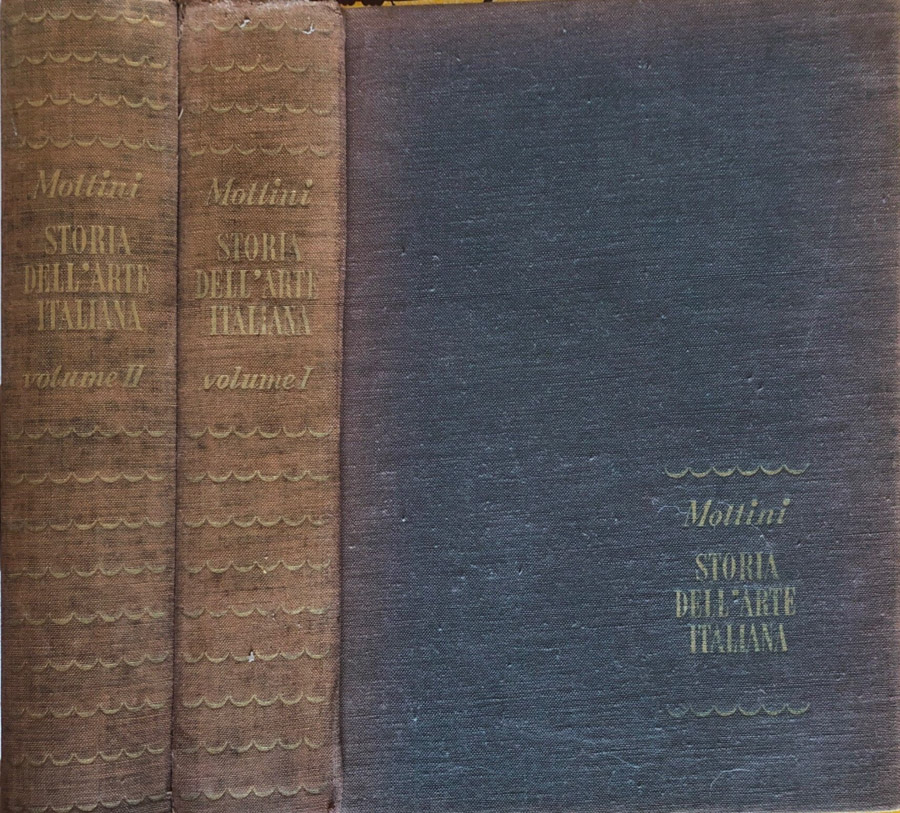 Mottini
STORIA
DELL'ARTE
ITALIANA
volume II
Mottini
STORIA
DELL'ARTE
ITALIANA
volume I
Mottini
STORIA
DELL'ARTE
ITALIANA